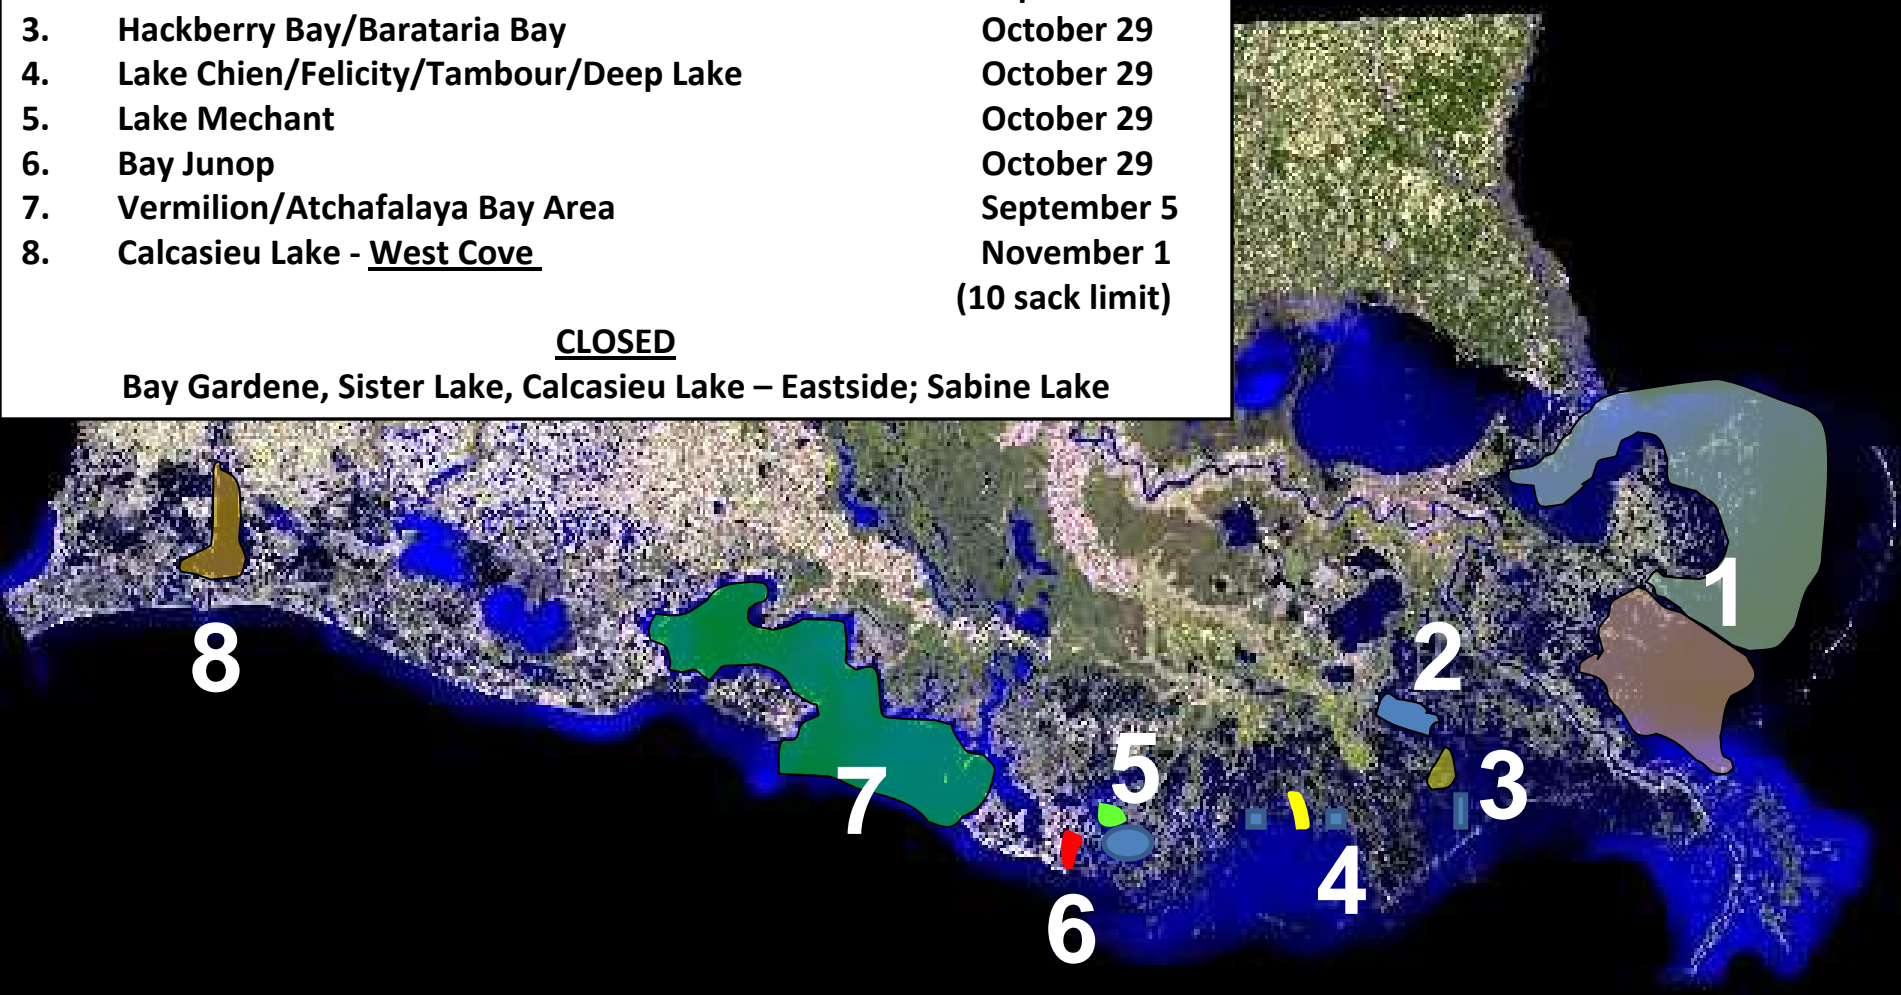 3. Hackberry Bay/Barataria Bay October 29
4. Lake Chien/Felicity/Tambour/Deep Lake October 29
5. Lake Mechant October 29
6. Bay Junop October 29
7. Vermilion/Atchafalaya Bay Area September 5
8. Calcasieu Lake - West Cove November 1
(10 sack limit)
CLOSED
Bay Gardene, Sister Lake, Calcasieu Lake – Eastside; Sabine Lake
1
2
8
5
3
7
4
6